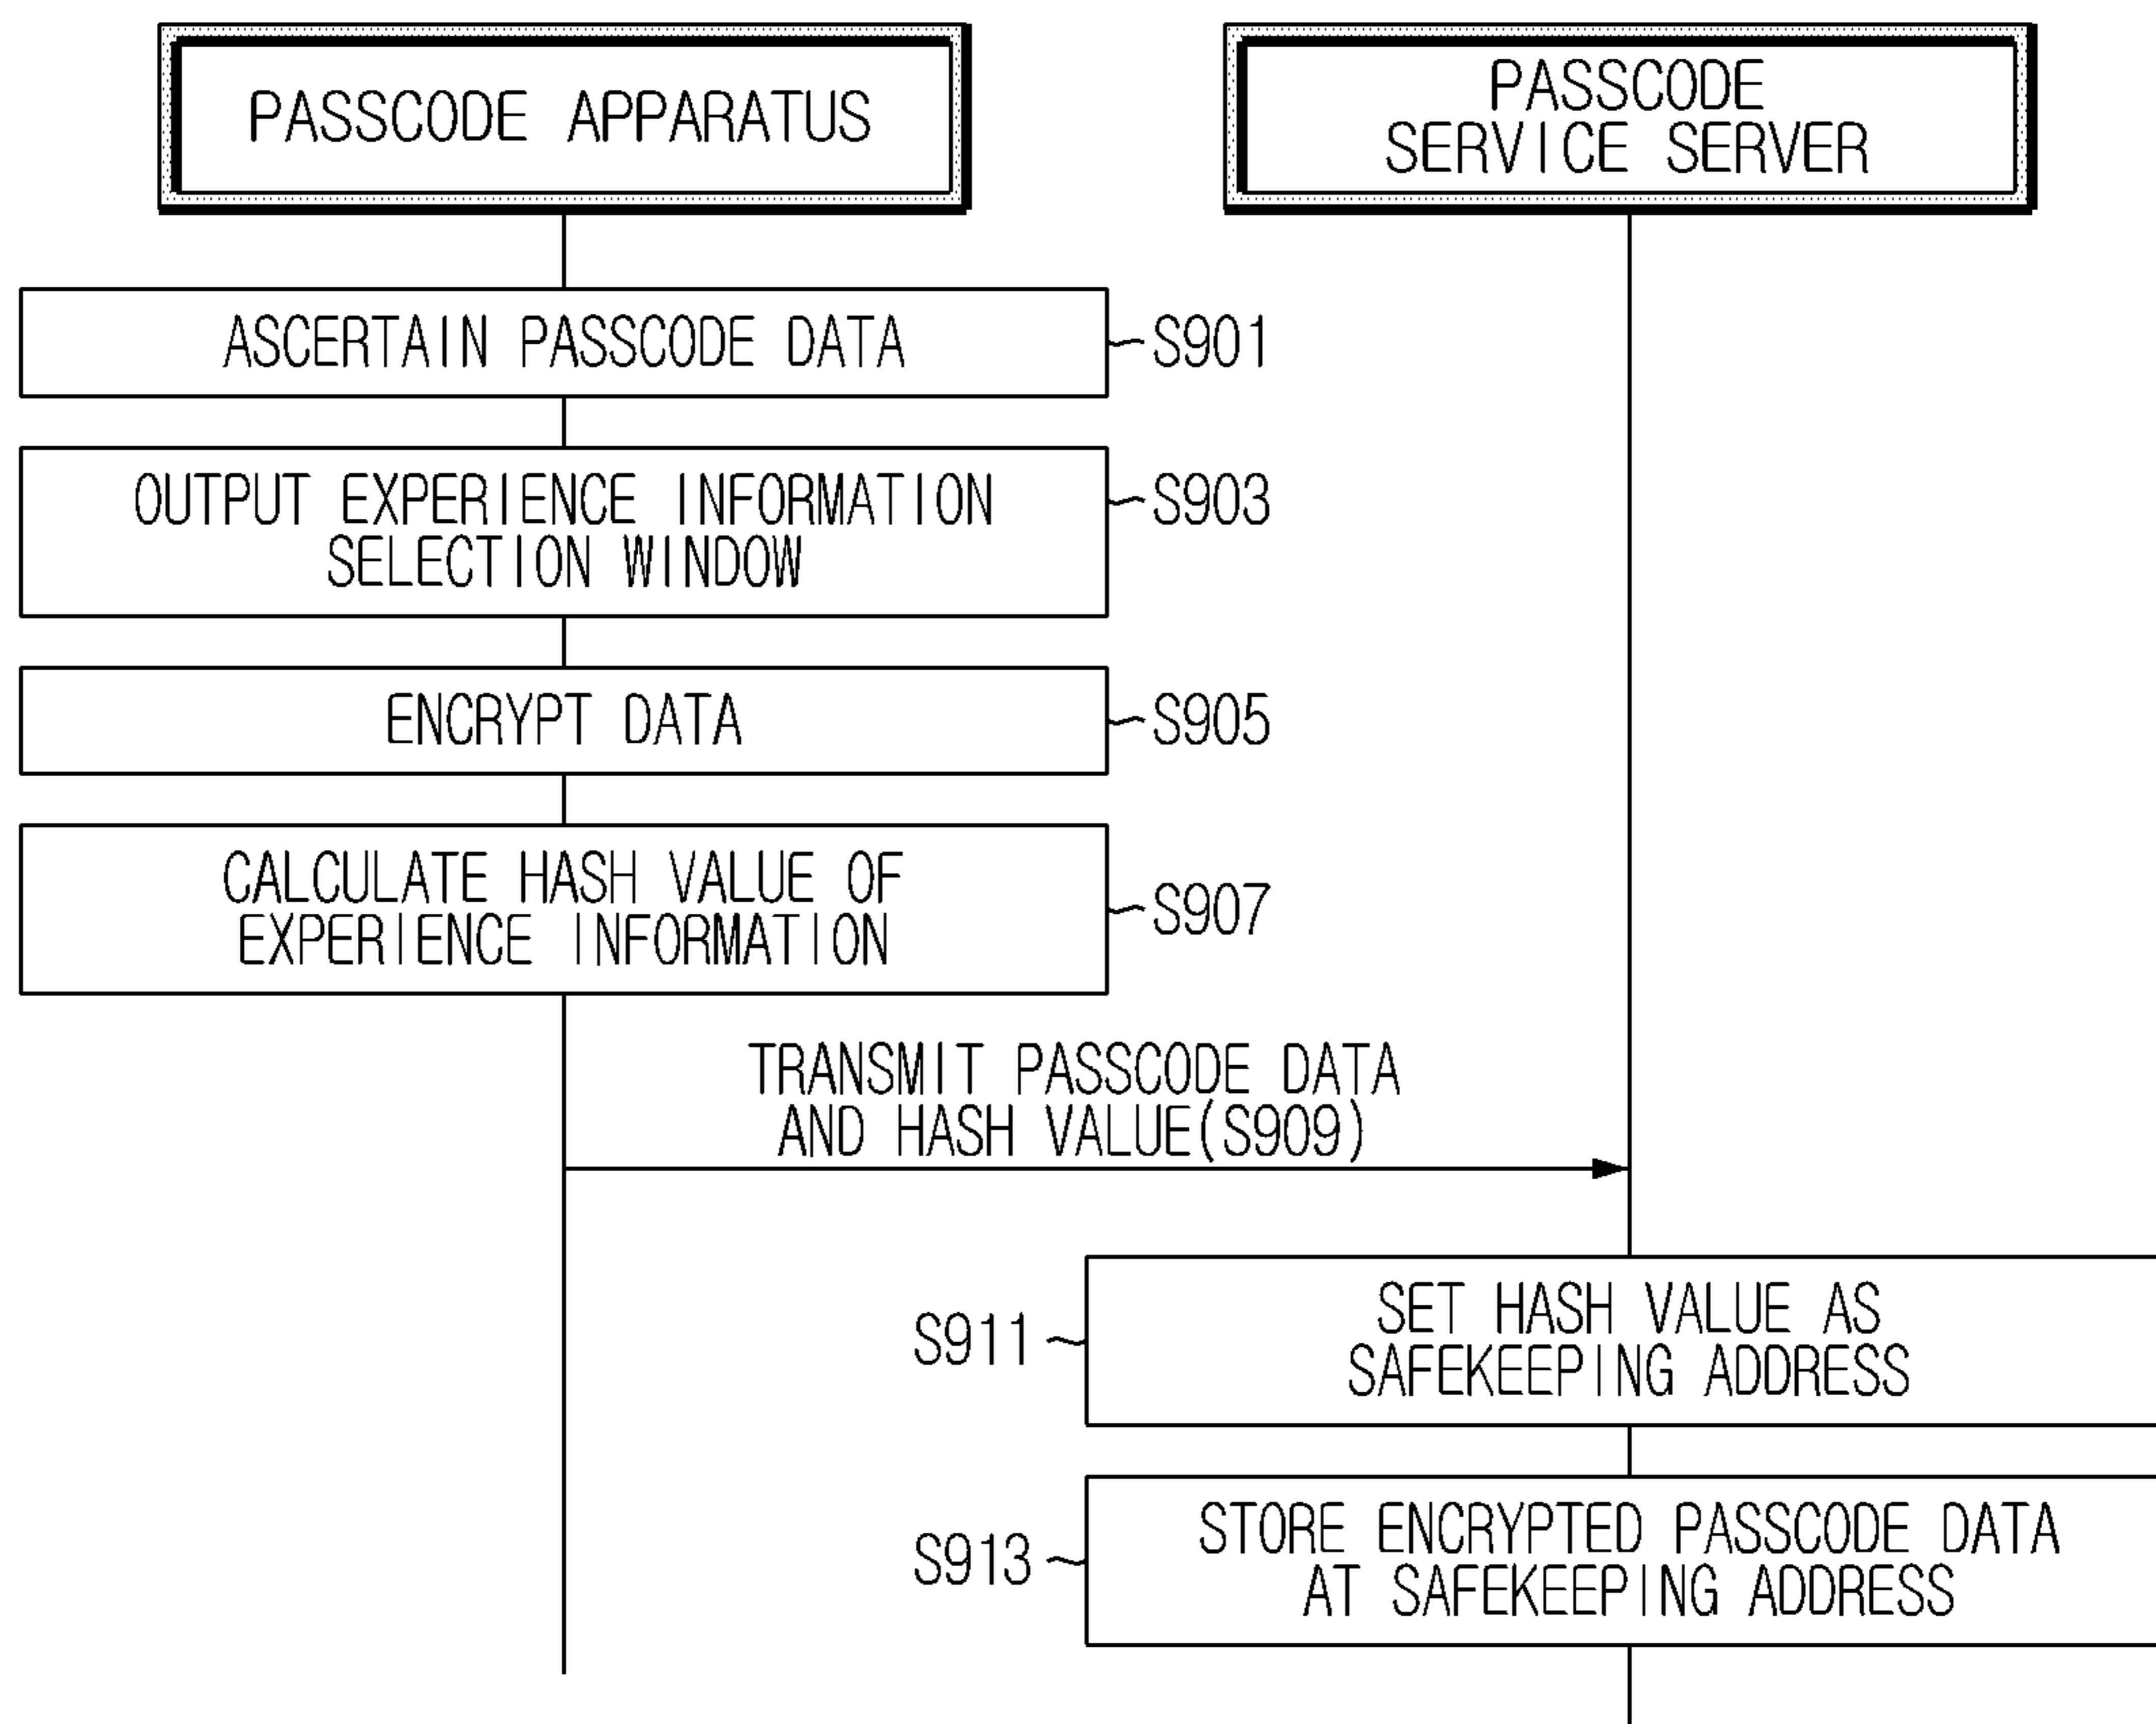 PASSCODE APPARATUS
PASSCODE
SERVICE SERVER
ASCERTAIN PASSCODE DATA
S901
OUTPUT EXPERIENCE INFORMATION
SELECTION WINDOW
S903
ENCRYPT DATA
S905
CALCULATE HASH VALUE OF
EXPERIENCE INFORMATION
S907
TRANSMIT PASSCODE DATA
AND HASH VALUE(S909)
S911
SET HASH VALUE AS
SAFEKEEPING ADDRESS
S913
STORE ENCRYPTED PASSCODE DATA
AT SAFEKEEPING ADDRESS